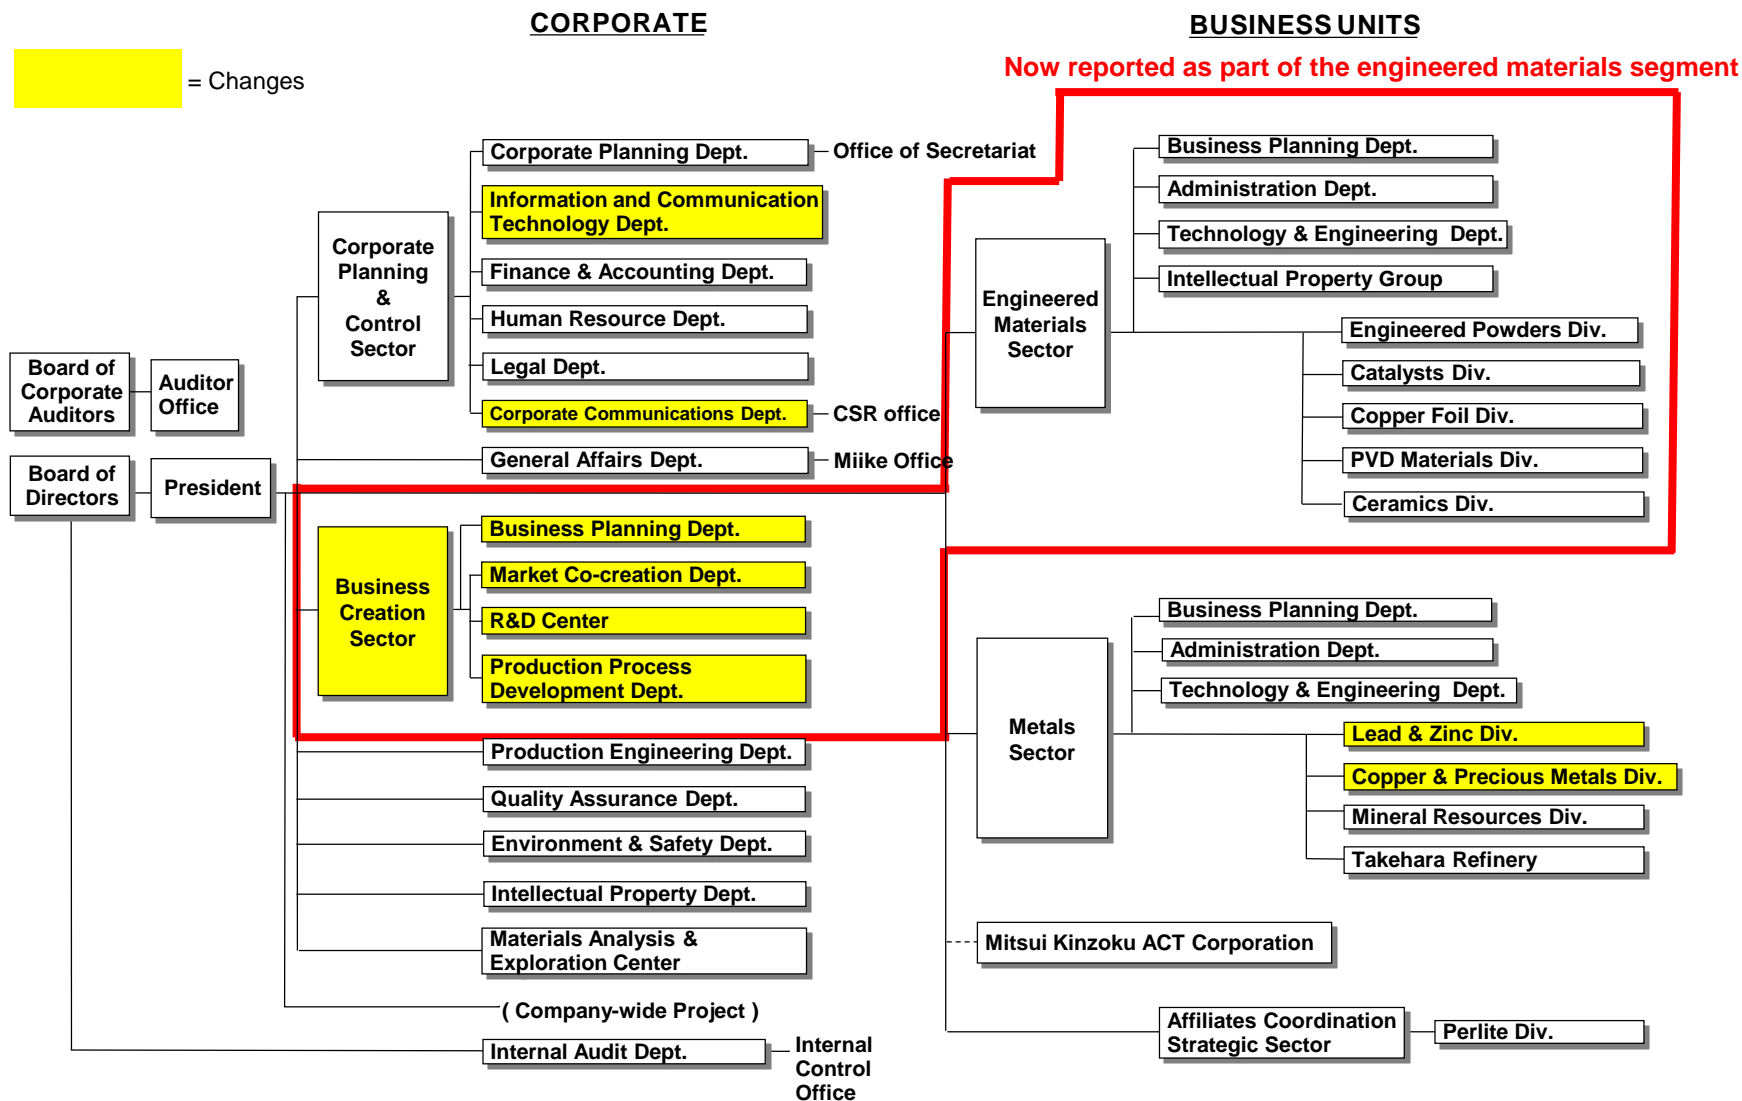 CORPORATE
BUSINESS UNITS
Now reported as part of the engineered materials segment
= Changes
Corporate Planning Dept.
Office of Secretariat
Information and Communication
Technology Dept.
Corporate
Planning
&
Control
Sector
Finance & Accounting Dept.
Human Resource Dept.
Legal Dept.
Corporate Communications Dept.
CSR office
General Affairs Dept.
Miike Office
Board of
Corporate
Auditors
Auditor
Office
Board of
Directors
President
Business
Creation
Sector
Business Planning Dept.
Market Co-creation Dept.
R&D Center
Production Process
Development Dept.
Production Engineering Dept.
Quality Assurance Dept.
Environment & Safety Dept.
Intellectual Property Dept.
Materials Analysis &
Exploration Center
( Company-wide Project )
Internal Audit Dept.
Internal
Control
Office
Engineered
Materials
Sector
Business Planning Dept.
Administration Dept.
Technology & Engineering Dept.
Intellectual Property Group
Engineered Powders Div.
Catalysts Div.
Copper Foil Div.
PVD Materials Div.
Ceramics Div.
Metals
Sector
Business Planning Dept.
Administration Dept.
Technology & Engineering Dept.
Lead & Zinc Div.
Copper & Precious Metals Div.
Mineral Resources Div.
Takehara Refinery
Mitsui Kinzoku ACT Corporation
Affiliates Coordination
Strategic Sector
Perlite Div.